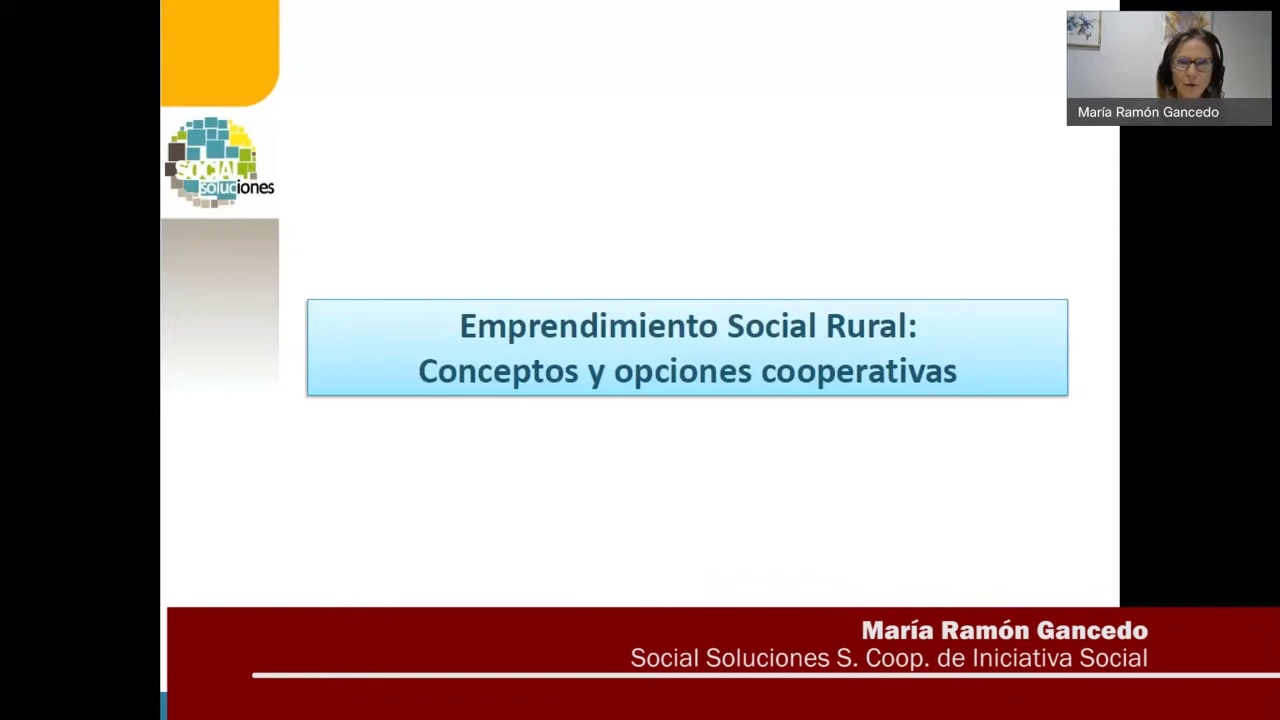 María Ramón Gancedo
SOCIAL
soluciones
Emprendimiento Social Rural:
Conceptos y opciones cooperativas
María Ramón Gancedo
Social Soluciones S. Coop. de Iniciativa Social